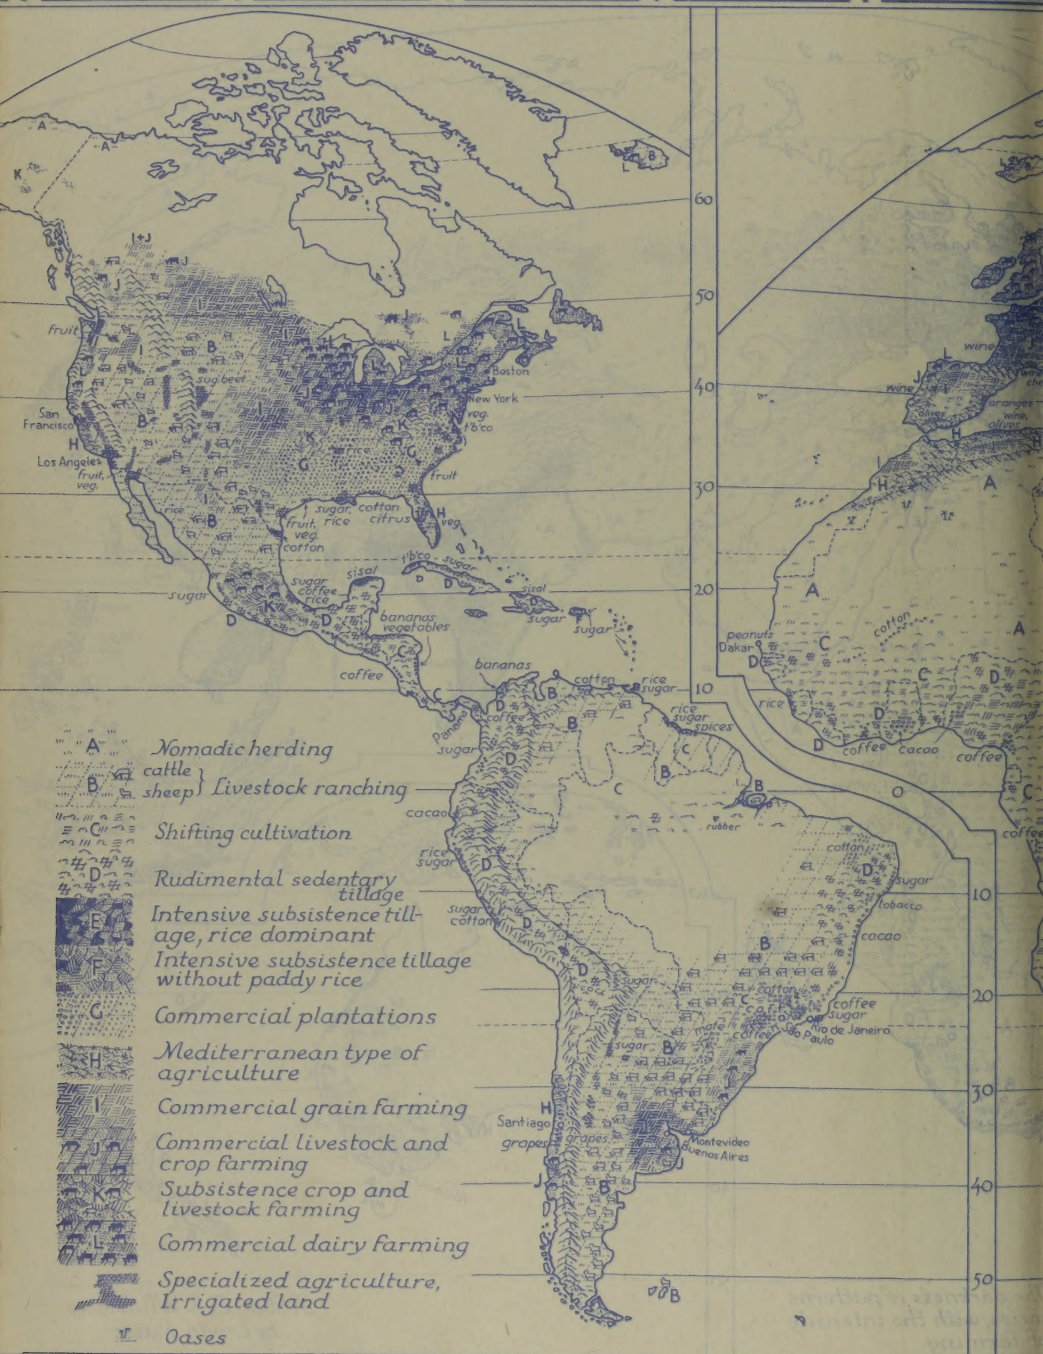 A
A
K
B
I+J
J
J
60
50
fruit
I
J
L
L
L
B
L
I
L
Boston
sug.beet
40
I
J
J
New York
veg.
t'b'co
San
Francisco
B
K
K
H
rice
C
Los Angeles
G
fruit
fruit,
veg.
30
I
rice
B
sugar, cotton
rice
citrus
H
veg.
fruit,
veg.
cotton
t'b'co - sugar
D
sisal
sugar
coffee
rice
20
sugar
K
D
D
sisal
D
sugar
F
sugar
bananas
vegetables
C
coffee
C
bananas
D
B
cotton
rice
sugar
10
coffee
Panama
sugar
B
rice
sugar
spices
C
D
B
C
B
0
cacao
rubber
rice
sugar
D
cotton
D
sugar
10
tobacco
sugar
cotton
D
cacao
B
D
sugar
cotton
C
20
coffee
sugar
Rio de Janeiro
São Paulo
mate
coffee
sugar
B
30
H
Santiago
grapes
grapes
Montevideo
Buenos Aires
J
J
B
40
50
B
wine
L
J
I
wine
olive
oranges
wine,
olives
H
I
H
A
A
cotton
A
peanuts
Dakar
D
C
C
D
rice
D
D
coffee
cacao
coffee
C
coffee
A Nomadic herding
cattle
sheep
B Livestock ranching
C Shifting cultivation
D Rudimental sedentary
tillage
E Intensive subsistence till-
age, rice dominant
F Intensive subsistence tillage
without paddy rice
G Commercial plantations
H Mediterranean type of
agriculture
I Commercial grain farming
J Commercial livestock and
crop farming
K Subsistence crop and
livestock farming
L Commercial dairy farming
Specialized agriculture,
Irrigated land
Oases